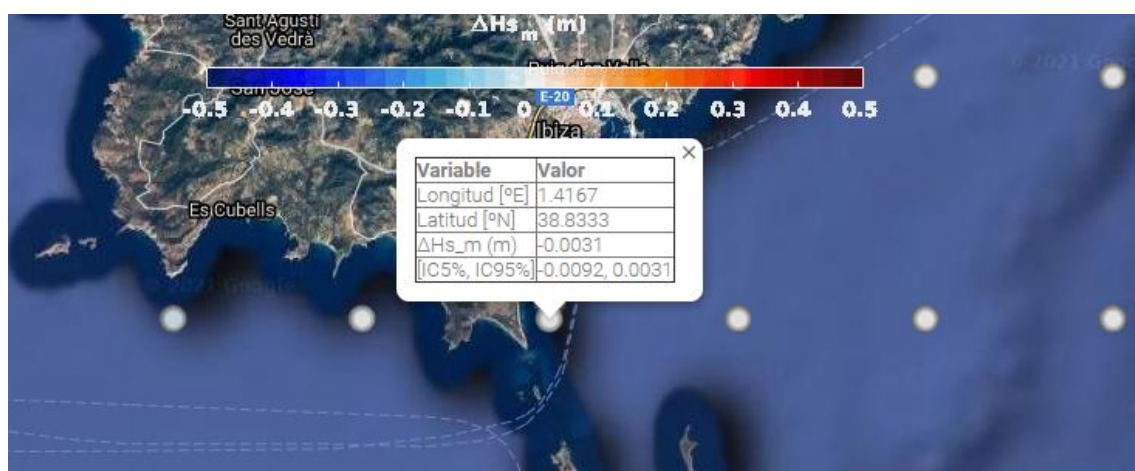 Sant Agustí
des Vedrà
ΔHs_m (m)
© 2021 Google
Puig d'en Valls
San José
-0.5 -0.4 -0.3 -0.2 -0.1 0 0.1 0.2 0.3 0.4 0.5
E-20
Ibiza
×
Variable Valor
Longitud [ºE] 1.4167
Latitud [ºN] 38.8333
ΔHs_m (m) -0.0031
[IC5%, IC95%] -0.0092, 0.0031
Es Cubells
© 2021 Google